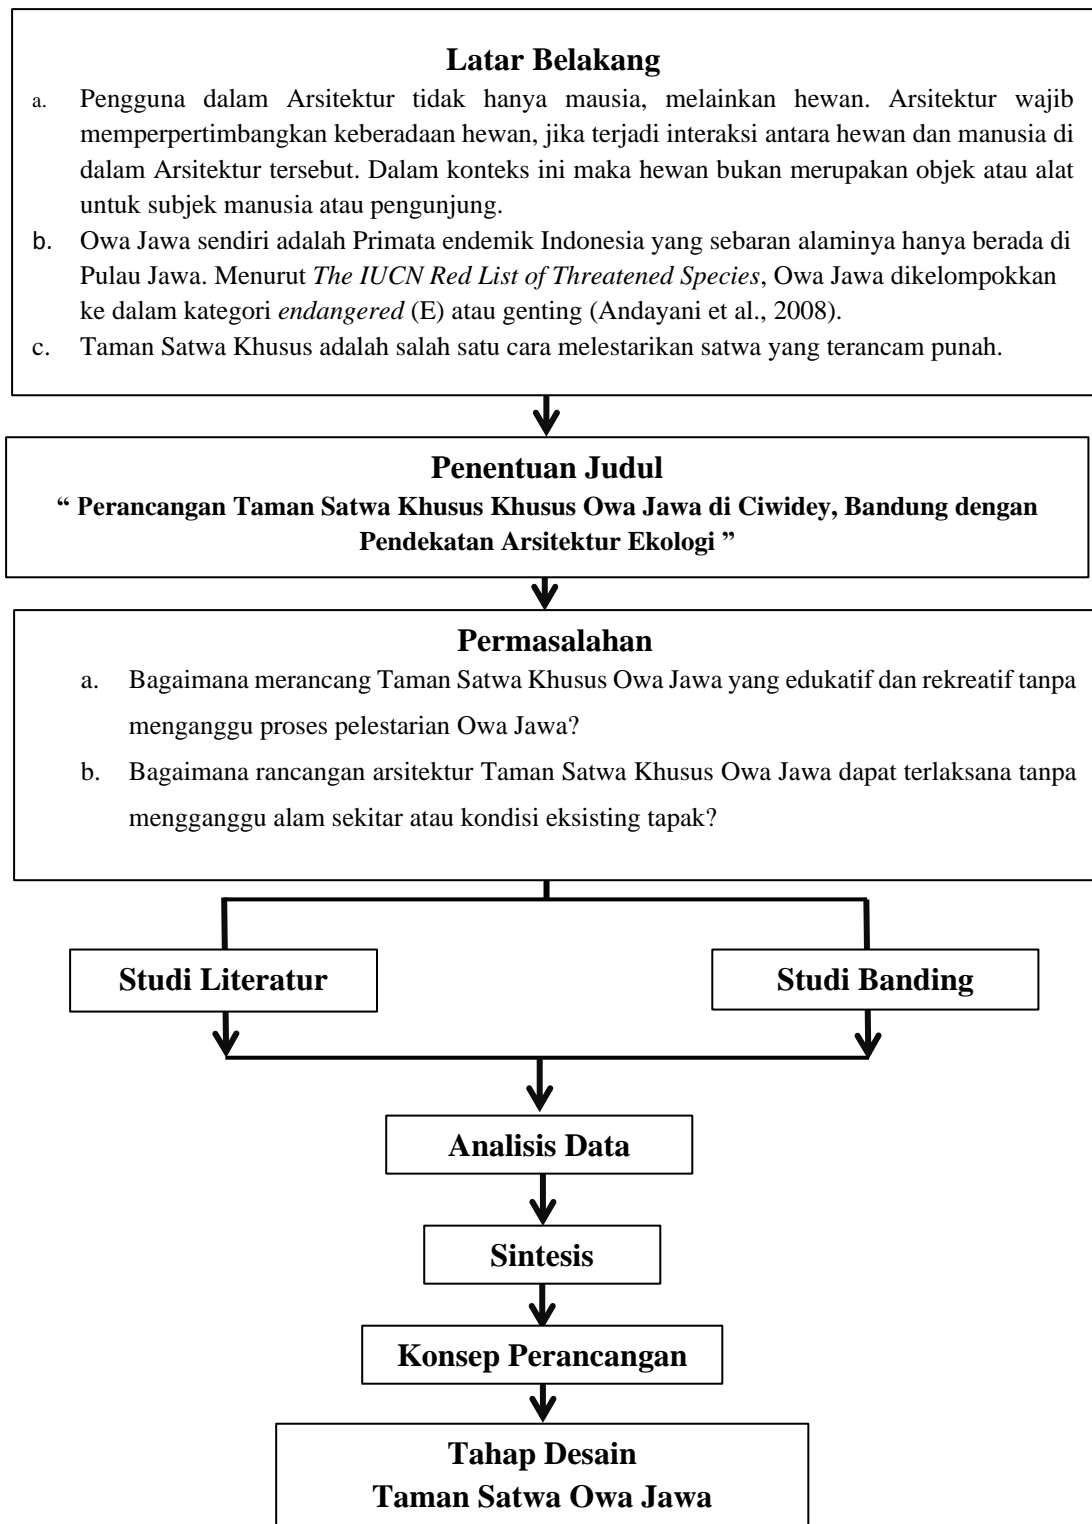 Latar Belakang
a. Pengguna dalam Arsitektur tidak hanya mausia, melainkan hewan. Arsitektur wajib
memperpertimbangkan keberadaan hewan, jika terjadi interaksi antara hewan dan manusia di
dalam Arsitektur tersebut. Dalam konteks ini maka hewan bukan merupakan objek atau alat
untuk subjek manusia atau pengunjung.
b. Owa Jawa sendiri adalah Primata endemik Indonesia yang sebaran alaminya hanya berada di
Pulau Jawa. Menurut The IUCN Red List of Threatened Species, Owa Jawa dikelompokkan
ke dalam kategori endangered (E) atau genting (Andayani et al., 2008).
c. Taman Satwa Khusus adalah salah satu cara melestarikan satwa yang terancam punah.
Penentuan Judul
“ Perancangan Taman Satwa Khusus Khusus Owa Jawa di Ciwidey, Bandung dengan
Pendekatan Arsitektur Ekologi ”
Permasalahan
a. Bagaimana merancang Taman Satwa Khusus Owa Jawa yang edukatif dan rekreatif tanpa
menganggu proses pelestarian Owa Jawa?
b. Bagaimana rancangan arsitektur Taman Satwa Khusus Owa Jawa dapat terlaksana tanpa
mengganggu alam sekitar atau kondisi eksisting tapak?
Studi Literatur
Studi Banding
Analisis Data
Sintesis
Konsep Perancangan
Tahap Desain
Taman Satwa Owa Jawa